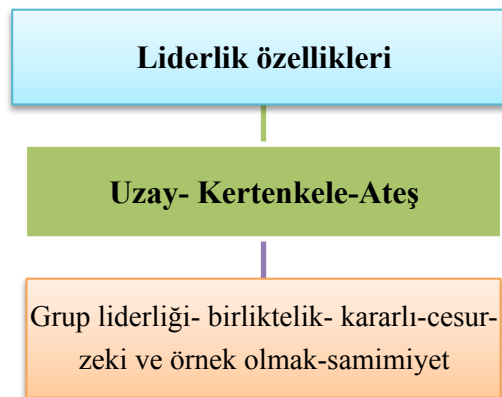 Liderlik özellikleri
Uzay- Kertenkele-Ateş
Grup liderliği- birliktelik- kararlı-cesur-
zeki ve örnek olmak-samimiyet